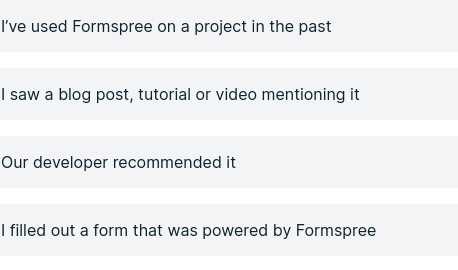 I’ve used Formspree on a project in the past
I saw a blog post, tutorial or video mentioning it
Our developer recommended it
I filled out a form that was powered by Formspree